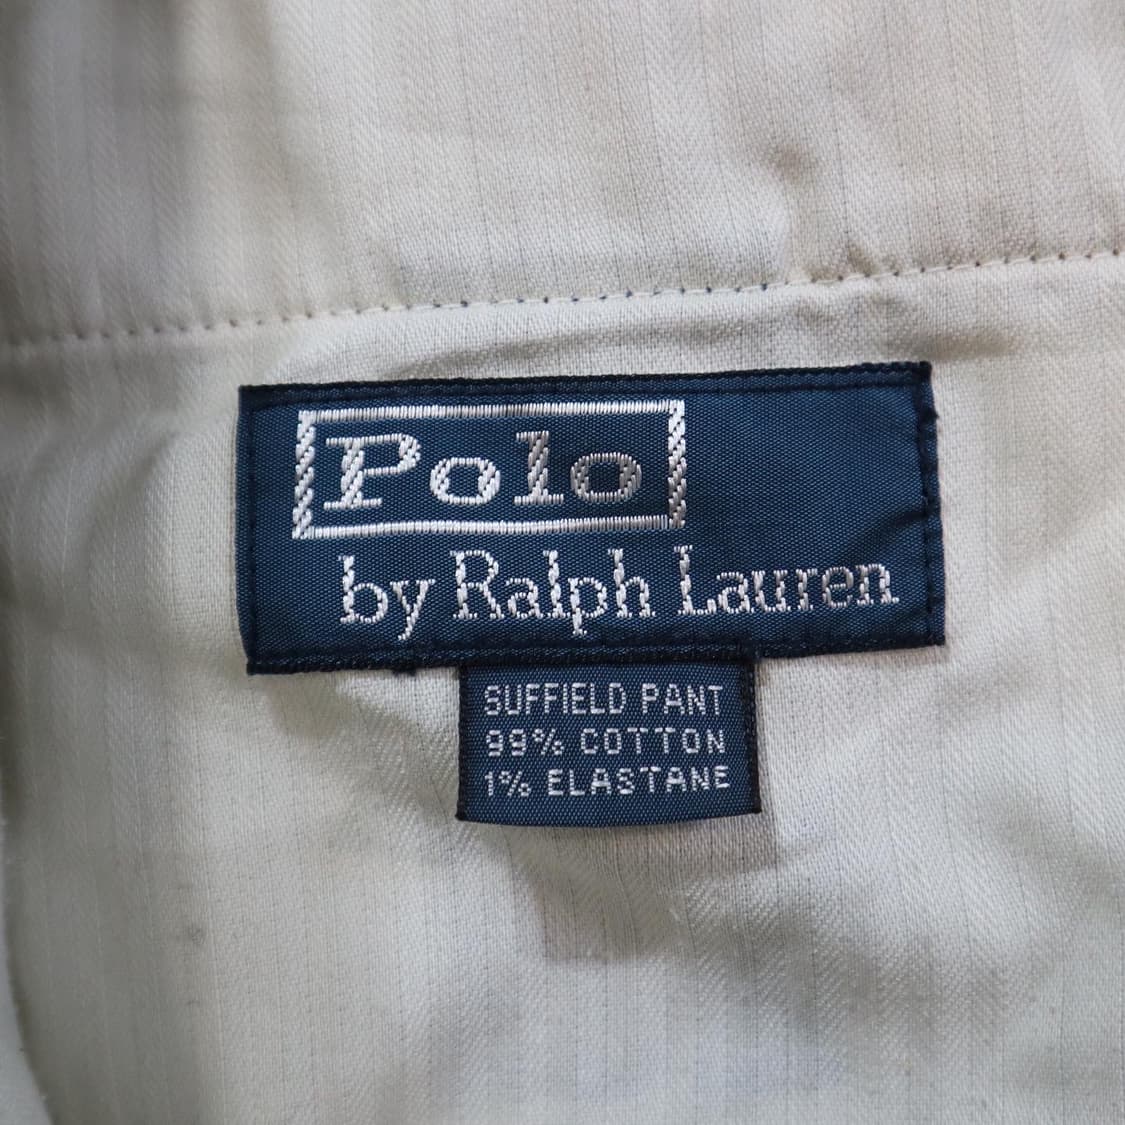 Polo
by Ralph Lauren
SUFFIELD PANT
99% COTTON
1% ELASTANE